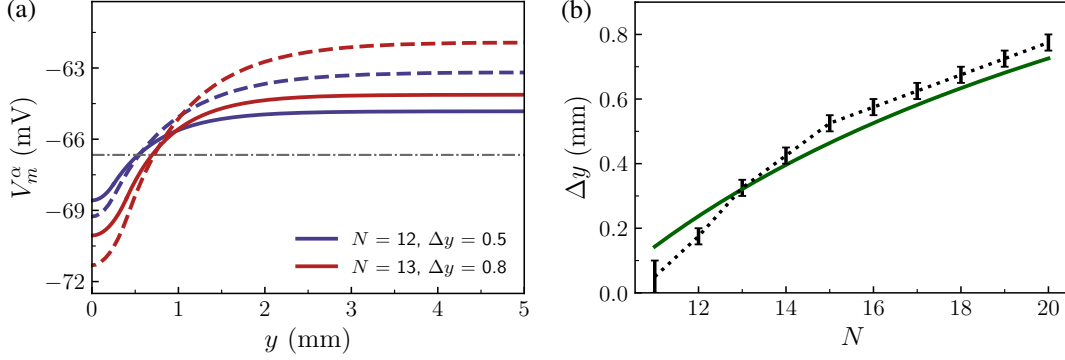 (a)
V_m^α (mV)
−63
−66
−69
−72
N = 12, Δy = 0.5
N = 13, Δy = 0.8
0 1 2 3 4 5
y (mm)
(b)
Δy (mm)
0.8
0.6
0.4
0.2
0.0
12 14 16 18 20
N